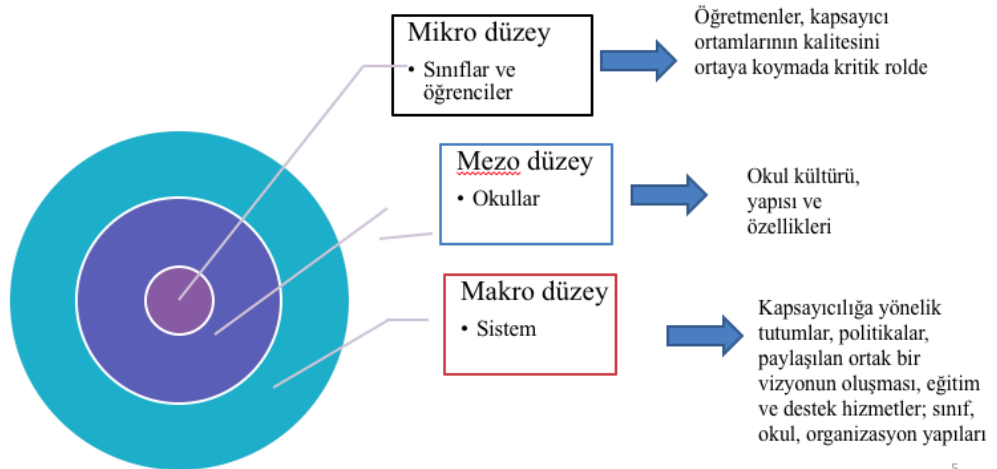 Mikro düzey
• Sınıflar ve
öğrenciler
Öğretmenler, kapsayıcı
ortamlarının kalitesini
ortaya koymada kritik rolde
Mezo düzey
• Okullar
Okul kültürü,
yapısı ve
özellikleri
Makro düzey
• Sistem
Kapsayıcılığa yönelik
tutumlar, politikalar,
paylaşılan ortak bir
vizyonun oluşması, eğitim
ve destek hizmetler; sınıf,
okul, organizasyon yapıları
5